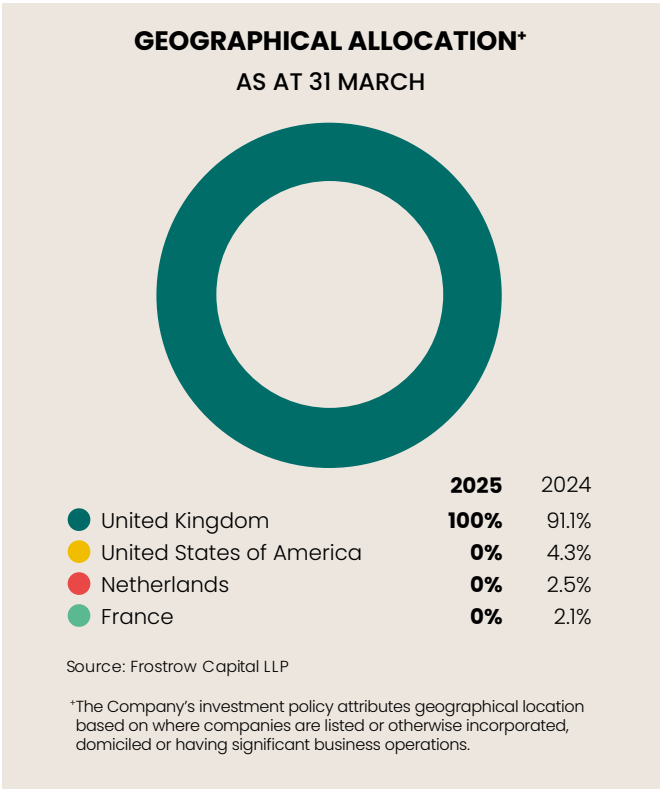 GEOGRAPHICAL ALLOCATION⁺
AS AT 31 MARCH
2025 2024
United Kingdom 100% 91.1%
United States of America 0% 4.3%
Netherlands 0% 2.5%
France 0% 2.1%
Source: Frostrow Capital LLP
⁺The Company’s investment policy attributes geographical location
based on where companies are listed or otherwise incorporated,
domiciled or having significant business operations.